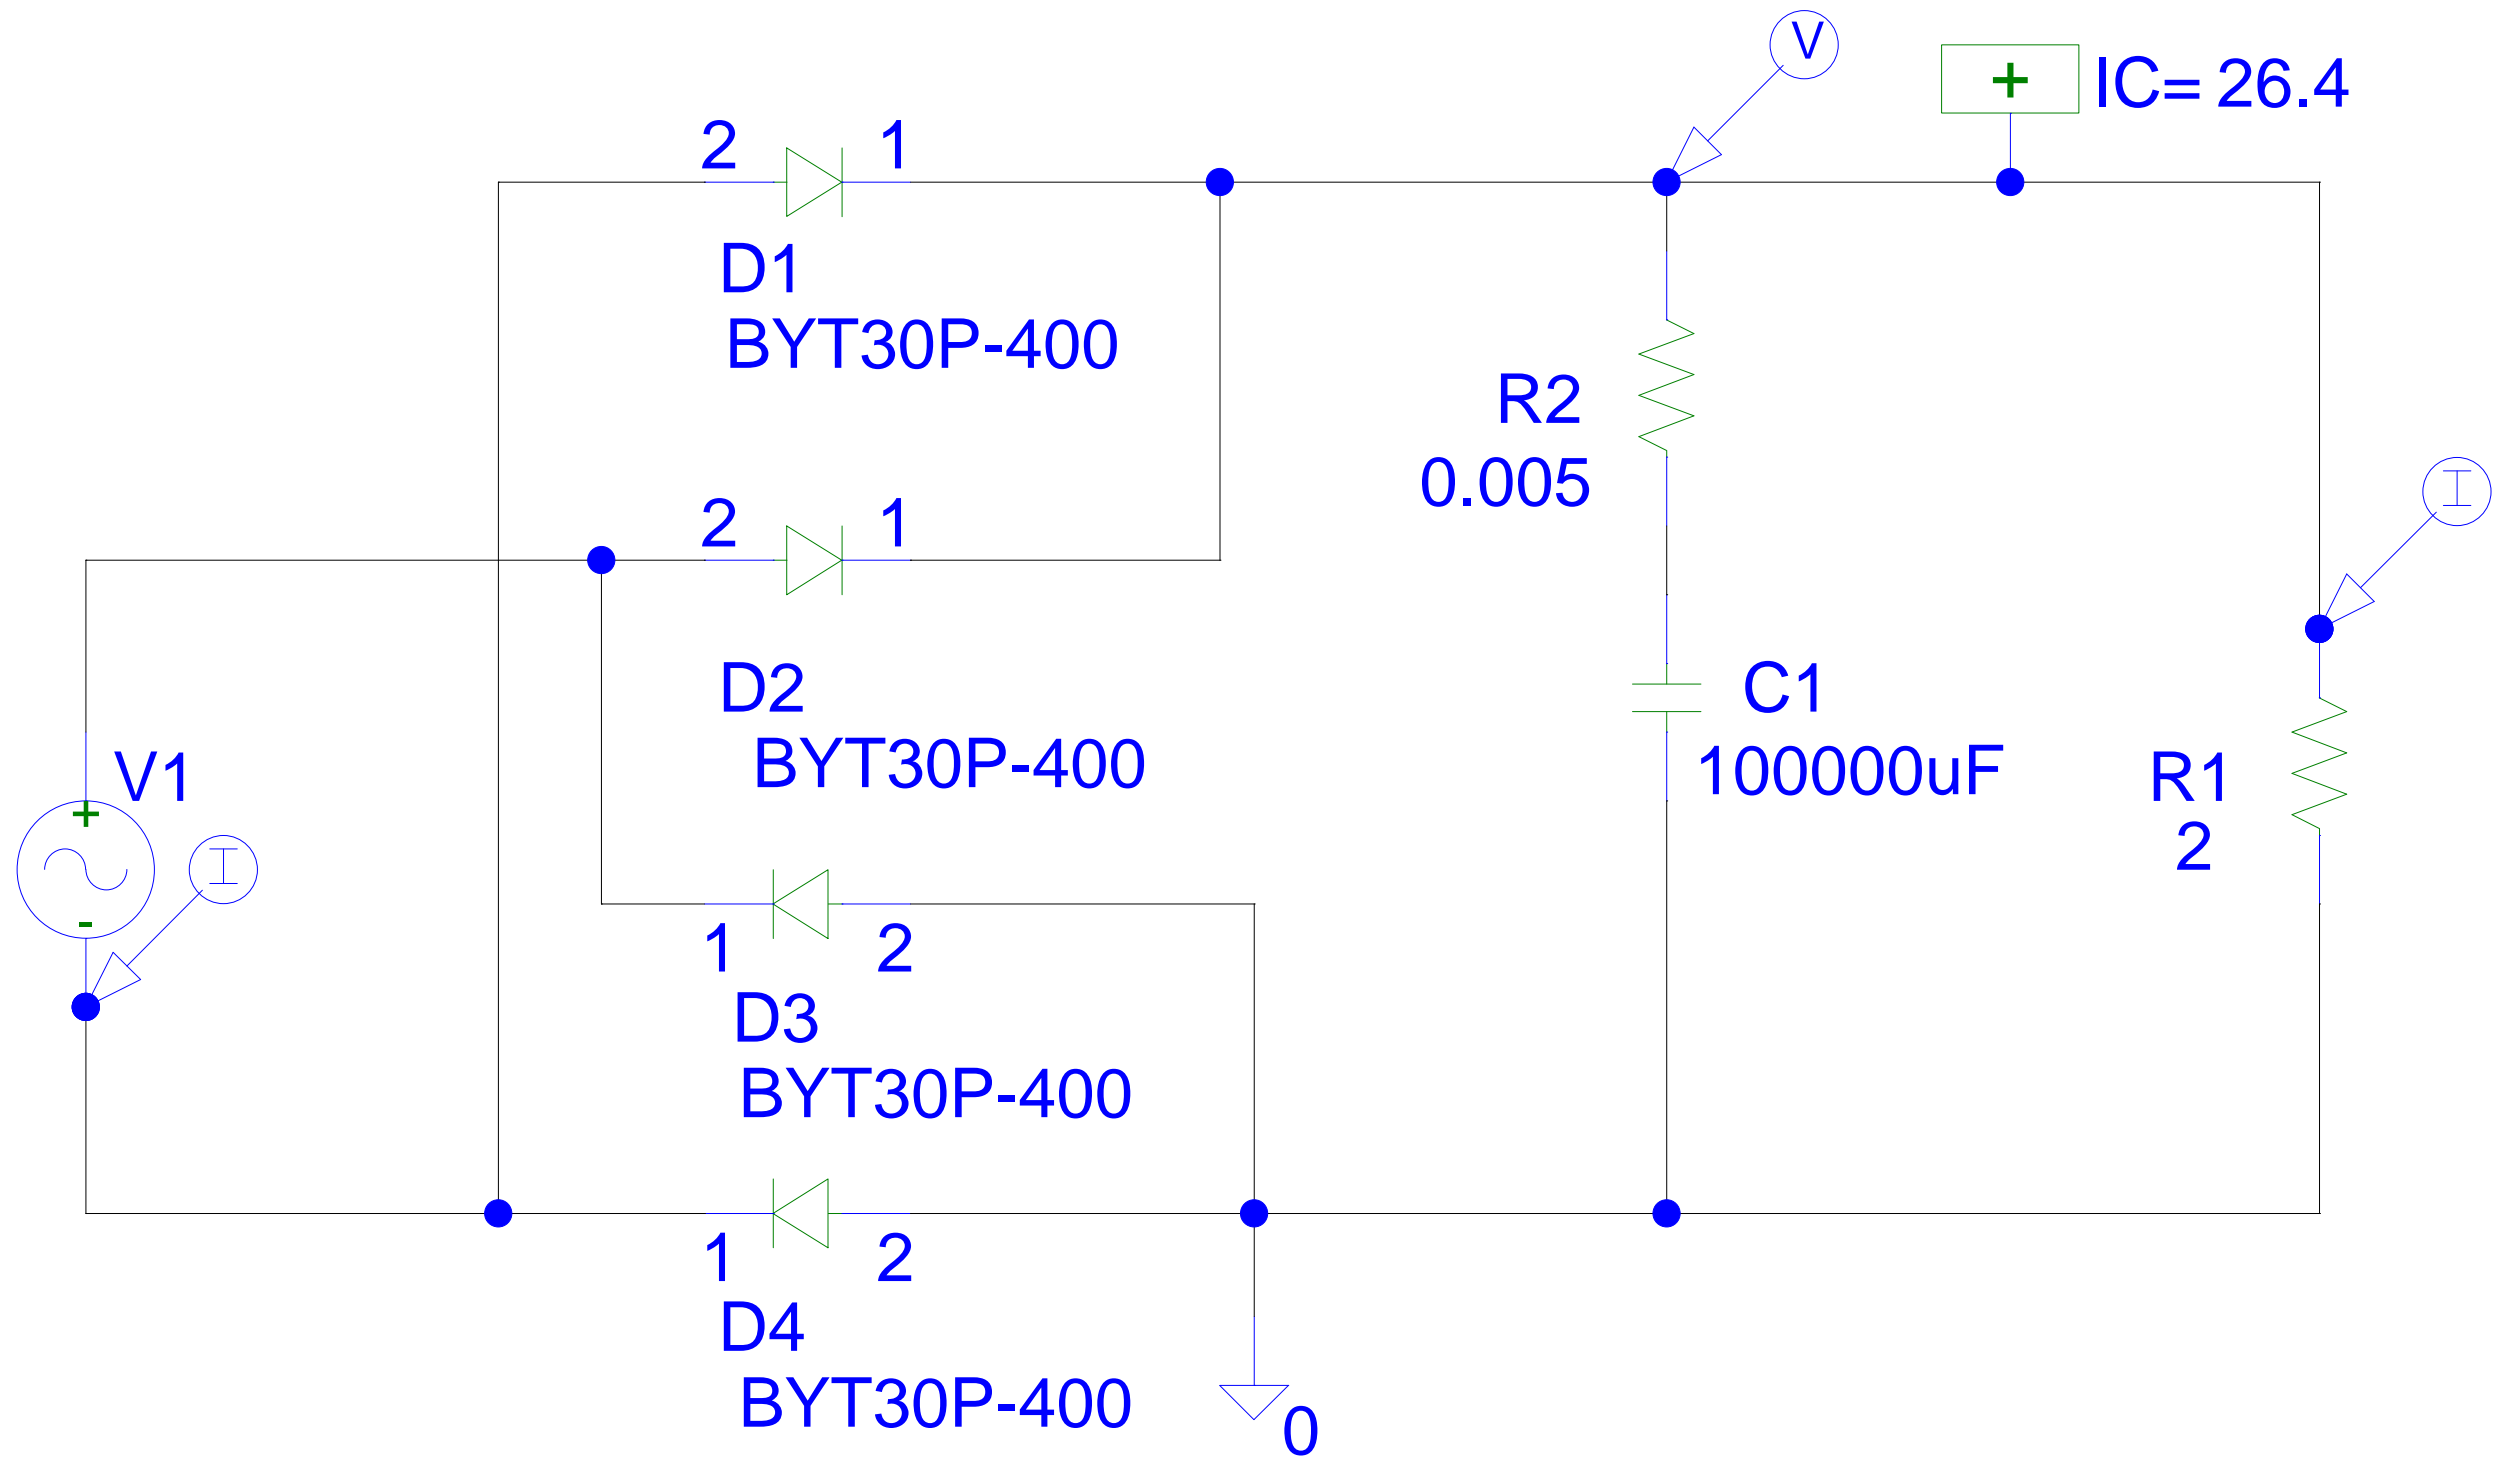 V
+
IC= 26.4
2 1
D1
BYT30P-400
R2
0.005
2 1
I
D2
BYT30P-400
C1
100000uF
V1
+
I
-
R1
2
1 2
D3
BYT30P-400
1 2
D4
BYT30P-400
0